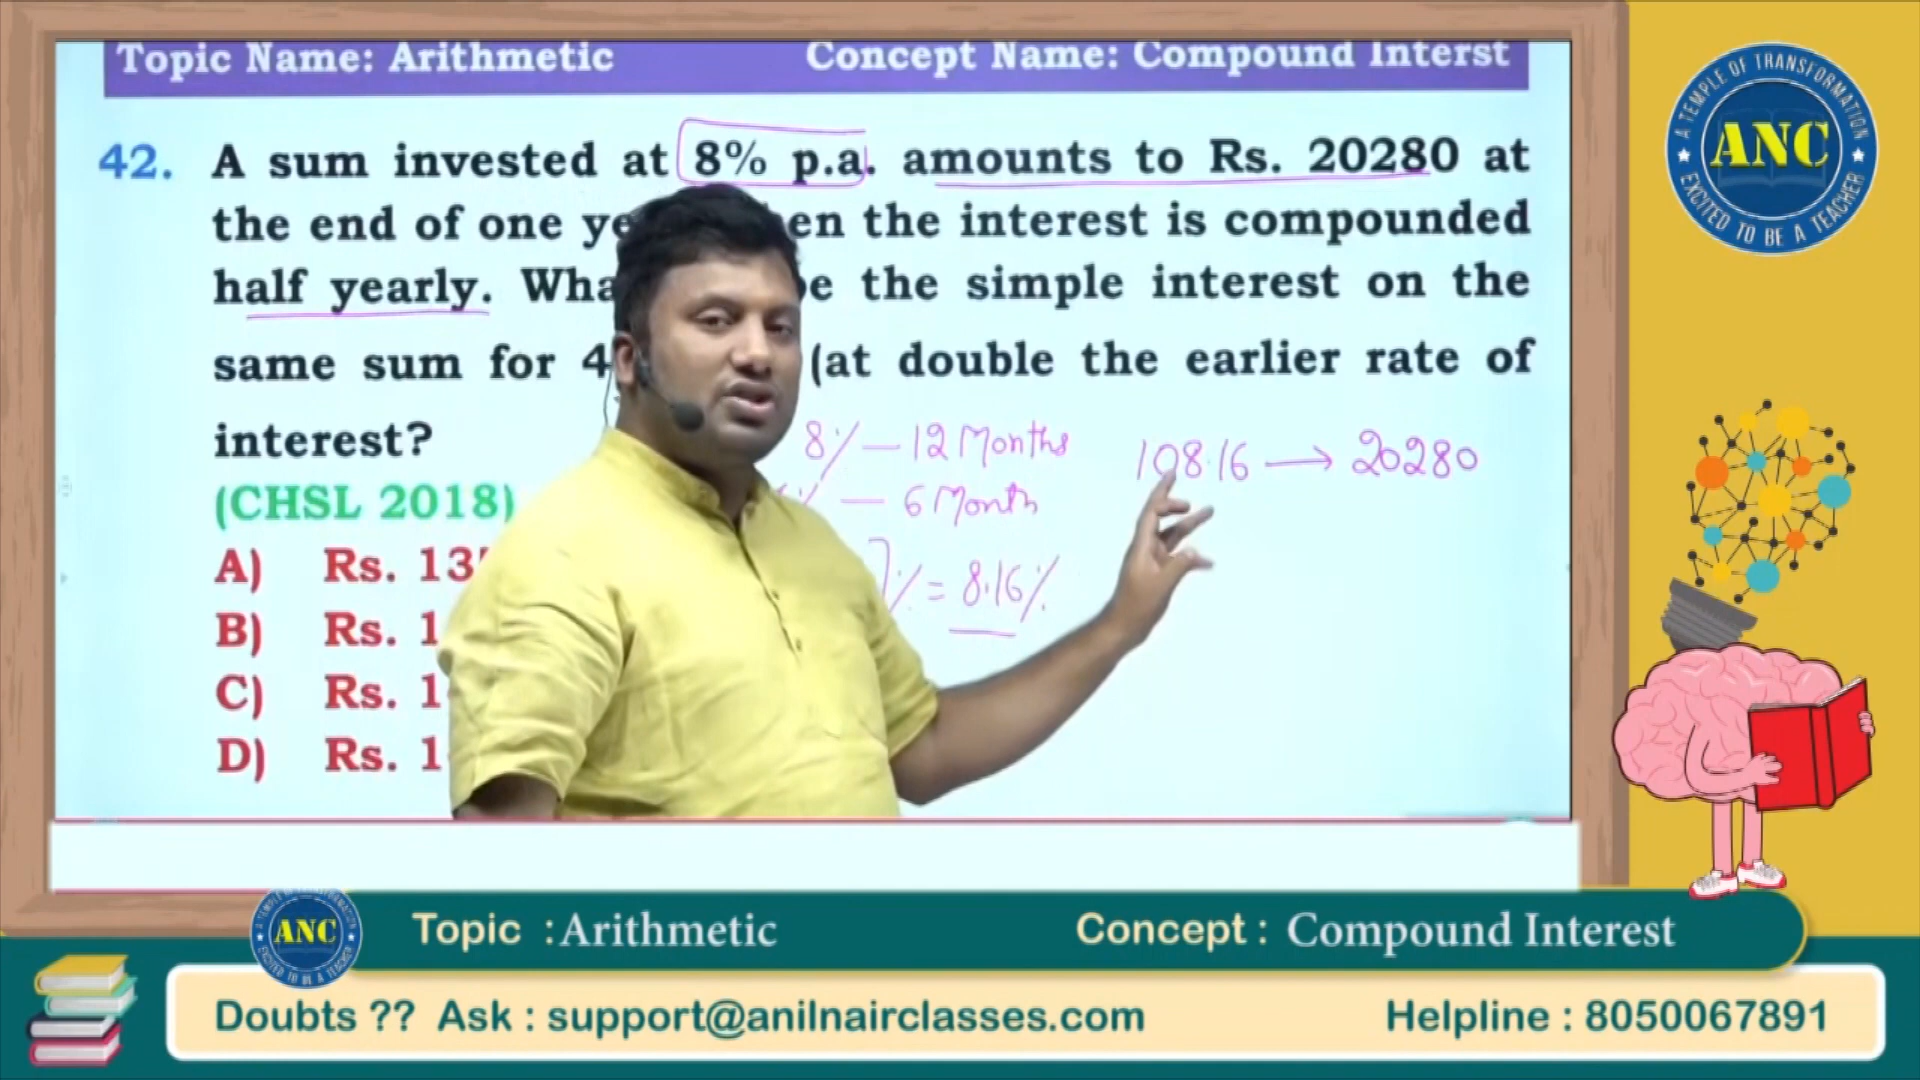 Topic Name: Arithmetic Concept Name: Compound Interst
42. A sum invested at 8% p.a. amounts to Rs. 20280 at
the end of one en the interest is compounded
half yearly. the simple interest on the
same sum for 4 (at double the earlier rate of
interest?
(CHSL 2018)
A) Rs. 13
B) Rs. 1
C) Rs. 1
D) Rs. 1
8% — 12 Months
% — 6 Month
]% = 8.16%
108.16 → 20280
A TEMPLE OF TRANSFORMATION
ANC
EXCITED TO BE A TEACHER
ANC
Topic : Arithmetic Concept : Compound Interest
Doubts ?? Ask : support@anilnairclasses.com Helpline : 8050067891